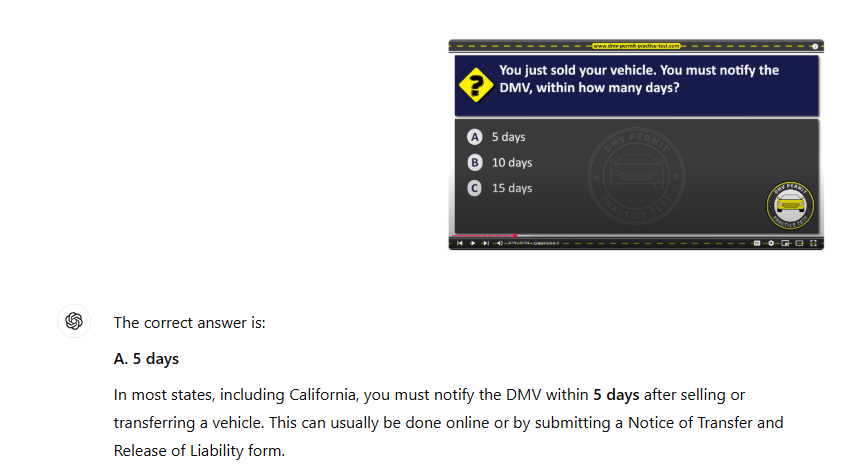 www.dmv-permit-practice-test.com
You just sold your vehicle. You must notify the
DMV, within how many days?
A 5 days
B 10 days
C 15 days
DMV PERMIT
PRACTICE TEST
DMV PERMIT
PRACTICE TEST
The correct answer is:
A. 5 days
In most states, including California, you must notify the DMV within 5 days after selling or
transferring a vehicle. This can usually be done online or by submitting a Notice of Transfer and
Release of Liability form.